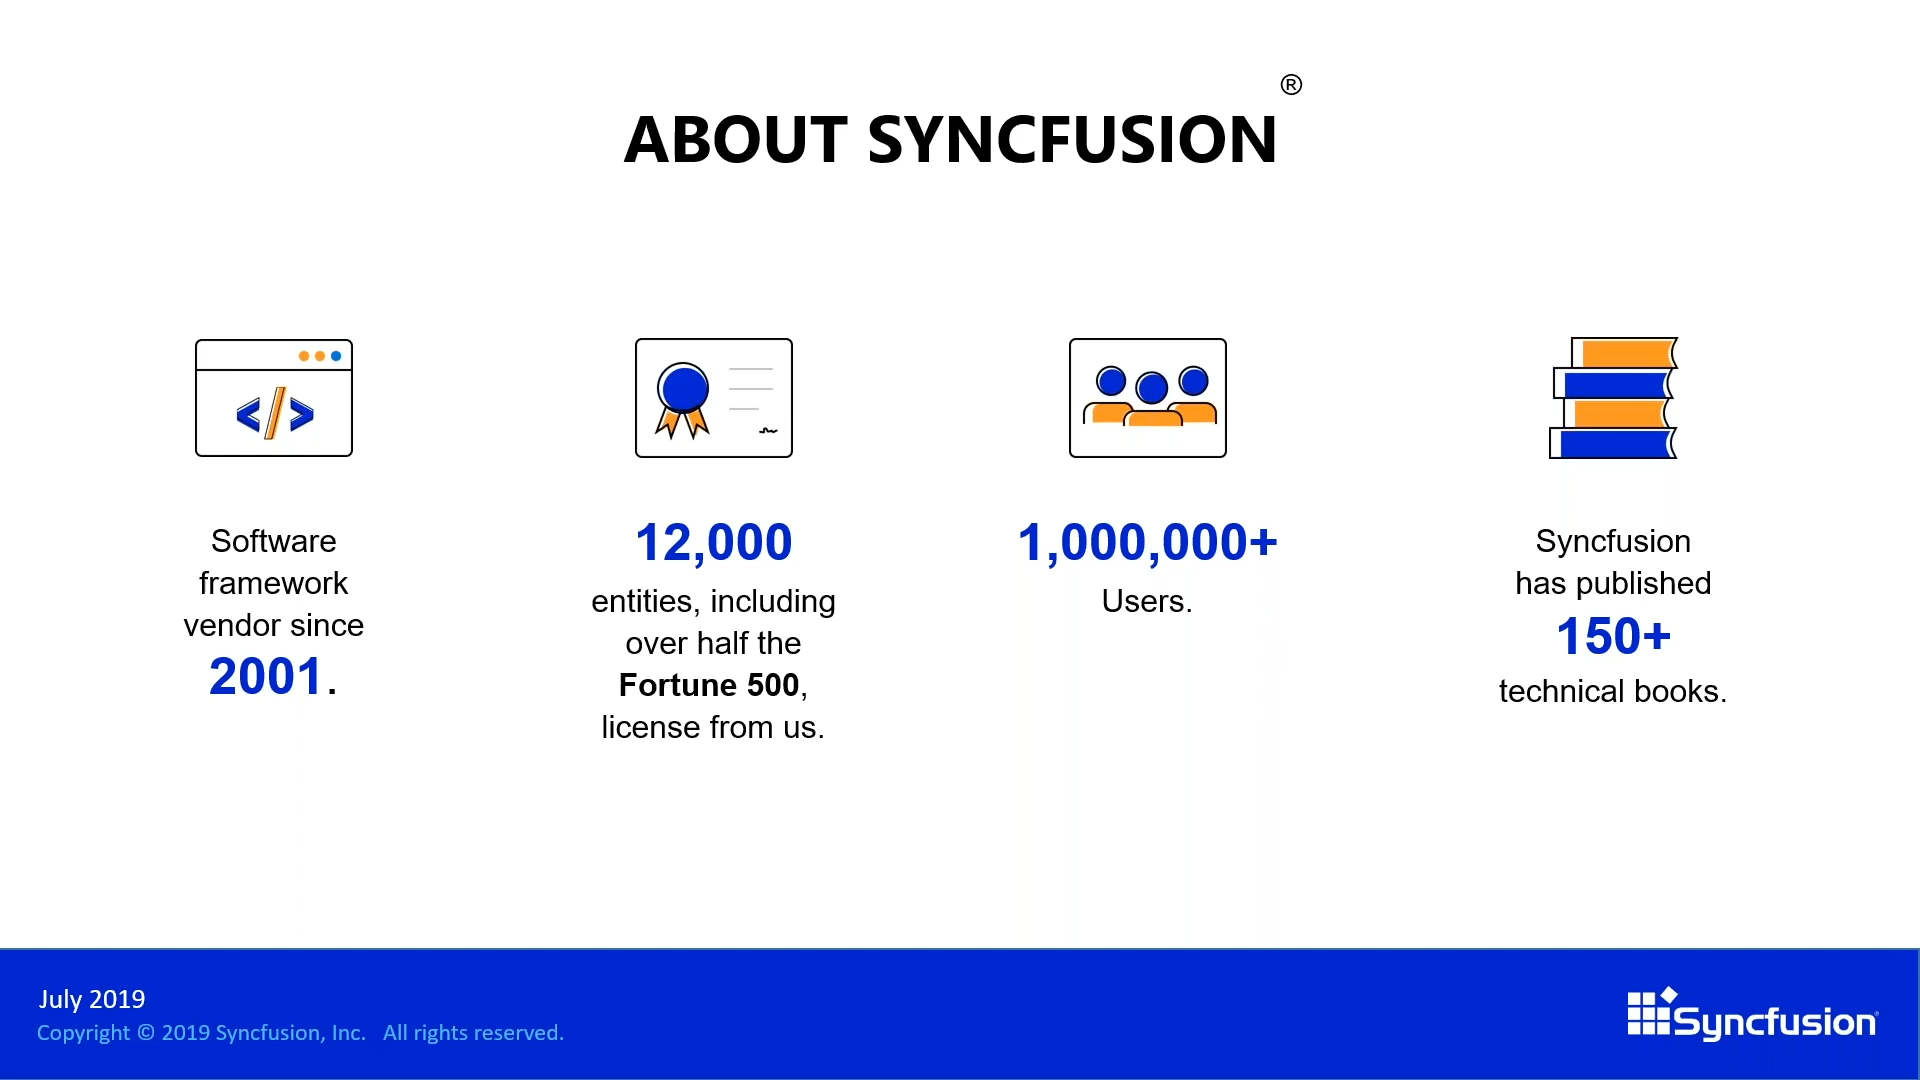 ABOUT SYNCFUSION®
Software
framework
vendor since
2001.
12,000
entities, including
over half the
Fortune 500,
license from us.
1,000,000+
Users.
Syncfusion
has published
150+
technical books.
July 2019
Copyright © 2019 Syncfusion, Inc. All rights reserved.
Syncfusion®